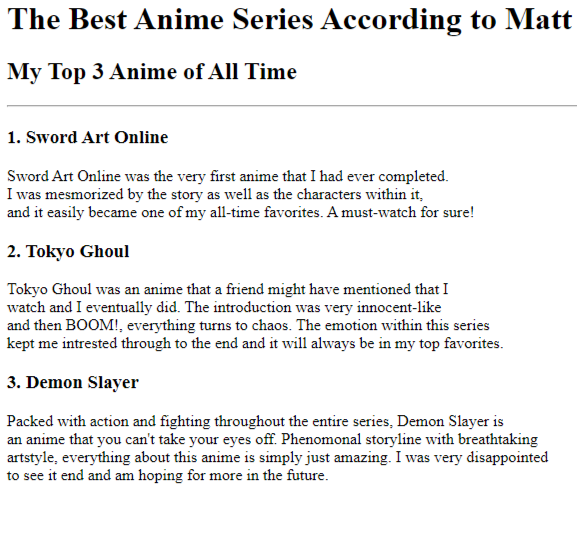 The Best Anime Series According to Matt
My Top 3 Anime of All Time
1. Sword Art Online
Sword Art Online was the very first anime that I had ever completed.
I was mesmorized by the story as well as the characters within it,
and it easily became one of my all-time favorites. A must-watch for sure!
2. Tokyo Ghoul
Tokyo Ghoul was an anime that a friend might have mentioned that I
watch and I eventually did. The introduction was very innocent-like
and then BOOM!, everything turns to chaos. The emotion within this series
kept me intrested through to the end and it will always be in my top favorites.
3. Demon Slayer
Packed with action and fighting throughout the entire series, Demon Slayer is
an anime that you can't take your eyes off. Phenomonal storyline with breathtaking
artstyle, everything about this anime is simply just amazing. I was very disappointed
to see it end and am hoping for more in the future.